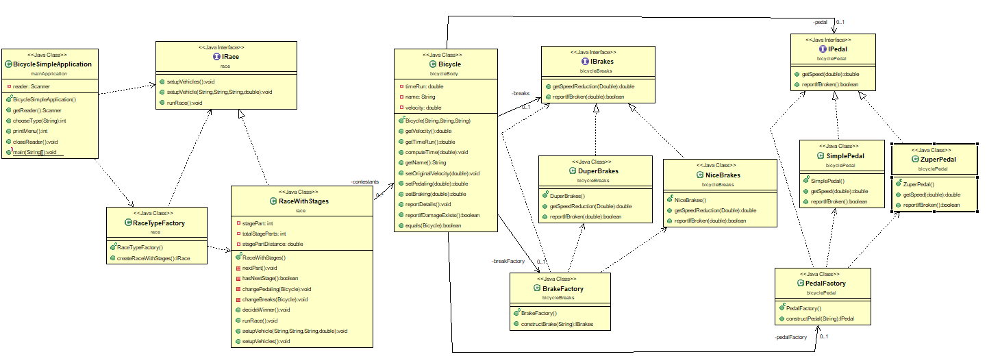 <<Java Class>>
BicycleSimpleApplication
mainApplication
reader: Scanner
BicycleSimpleApplication()
getReader():Scanner
chooseType(String):int
printMenu():int
closeReader():void
main(String[]):void
<<Java Interface>>
IRace
race
setupVehicles():void
setupVehicle(String,String,String,double):void
runRace():void
<<Java Class>>
RaceTypeFactory
race
RaceTypeFactory()
createRaceWithStages():IRace
<<Java Class>>
RaceWithStages
race
stagePart: int
totalStageParts: int
stagePartDistance: double
RaceWithStages()
nextPart():void
hasNextStage():boolean
changePedaling(Bicycle):void
changeBreaks(Bicycle):void
decideWinner():void
runRace():void
setupVehicle(String,String,String,double):void
setupVehicles():void
-contestants
0..*
<<Java Class>>
Bicycle
bicycleBody
timeRun: double
name: String
velocity: double
Bicycle(String,String,String)
getVelocity():double
getTimeRun():double
computeTime(double):void
getName():String
setOriginalVelocity(double):void
setPedaling(double):double
setBraking(double):double
reportDetails():void
reportIfDamageExists():boolean
equals(Bicycle):boolean
-breaks
0..1
<<Java Interface>>
IBrakes
bicycleBreaks
getSpeedReduction(Double):double
reportIfBroken(double):boolean
<<Java Class>>
DuperBrakes
bicycleBreaks
DuperBrakes()
getSpeedReduction(Double):double
reportIfBroken(double):boolean
<<Java Class>>
NiceBrakes
bicycleBreaks
NiceBrakes()
getSpeedReduction(Double):double
reportIfBroken(double):boolean
-breakFactory
0..1
<<Java Class>>
BrakeFactory
bicycleBreaks
BrakeFactory()
constructBrake(String):IBrakes
-pedal
0..1
<<Java Interface>>
IPedal
bicyclePedal
getSpeed(double):double
reportIfBroken():boolean
<<Java Class>>
SimplePedal
bicyclePedal
SimplePedal()
getSpeed(double):double
reportIfBroken():boolean
<<Java Class>>
ZuperPedal
bicyclePedal
ZuperPedal()
getSpeed(double):double
reportIfBroken():boolean
<<Java Class>>
PedalFactory
bicyclePedal
PedalFactory()
constructPedal(String):IPedal
-pedalFactory
0..1